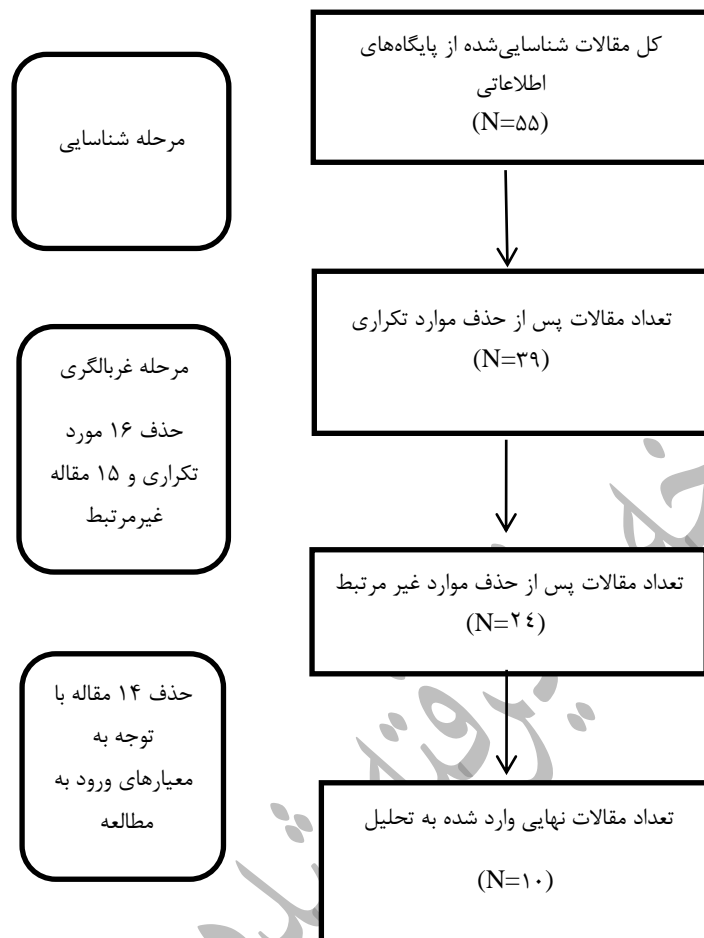 کل مقالات شناسایی‌شده از پایگاه‌های
اطلاعاتی
(N=۵۵)
مرحله شناسایی
تعداد مقالات پس از حذف موارد تکراری
(N=۳۹)
مرحله غربالگری
حذف ۱۶ مورد
تکراری و ۱۵ مقاله
غیرمرتبط
تعداد مقالات پس از حذف موارد غیر مرتبط
(N=٢٤)
حذف ۱۴ مقاله با
توجه به
معیارهای ورود به
مطالعه
تعداد مقالات نهایی وارد شده به تحلیل
(N=۱۰)